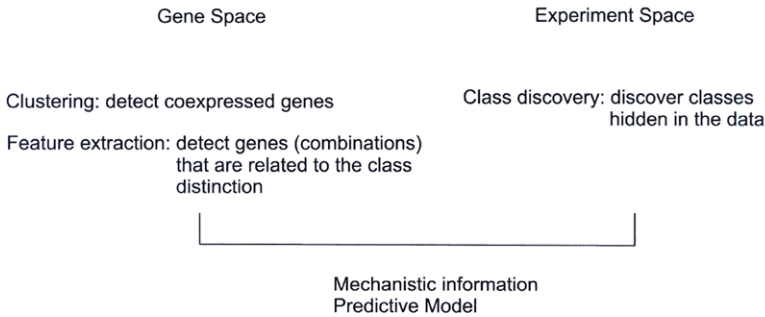 Gene Space
Experiment Space
Clustering: detect coexpressed genes
Feature extraction: detect genes (combinations)
that are related to the class
distinction
Class discovery: discover classes
hidden in the data
Mechanistic information
Predictive Model